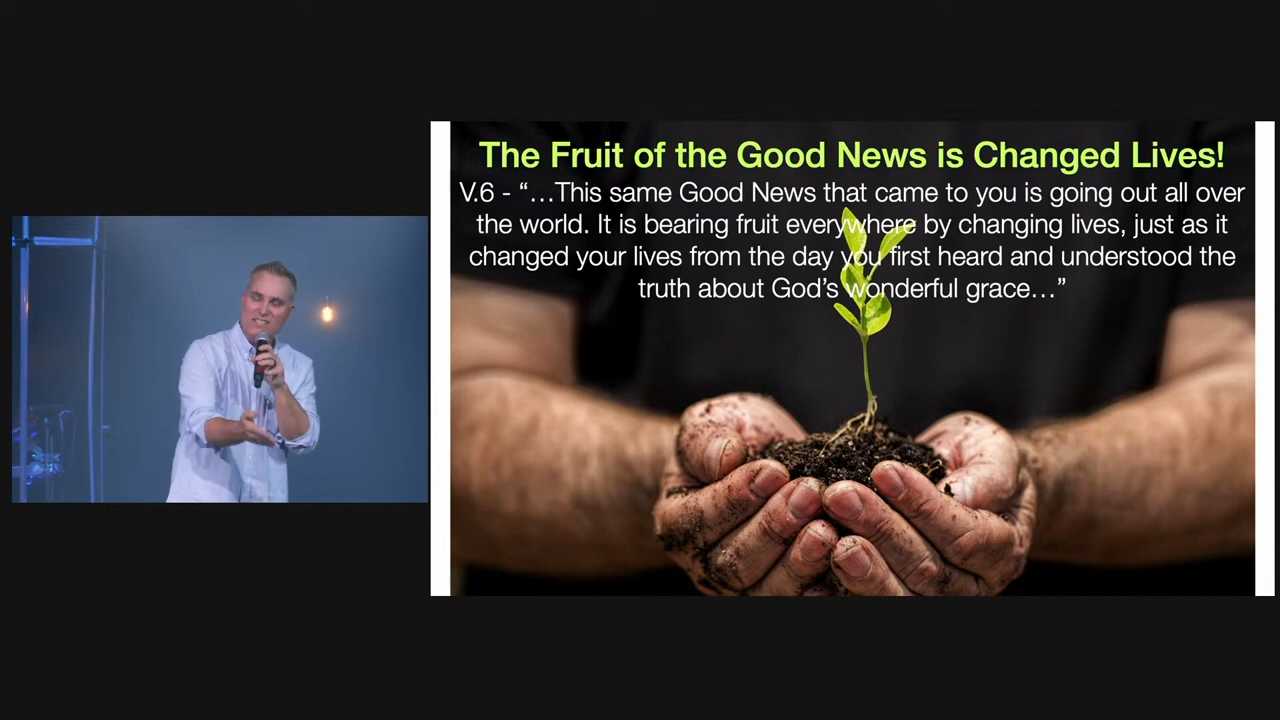 The Fruit of the Good News is Changed Lives!
V.6 - “…This same Good News that came to you is going out all over
the world. It is bearing fruit everywhere by changing lives, just as it
changed your lives from the day you first heard and understood the
truth about God’s wonderful grace…”